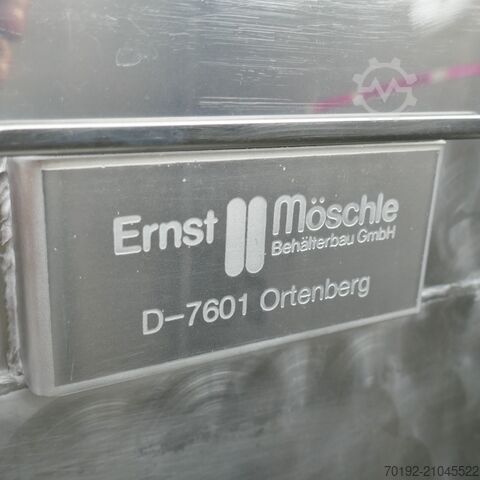 Ernst Möschle
Behälterbau GmbH
D-7601 Ortenberg
70192-21045522